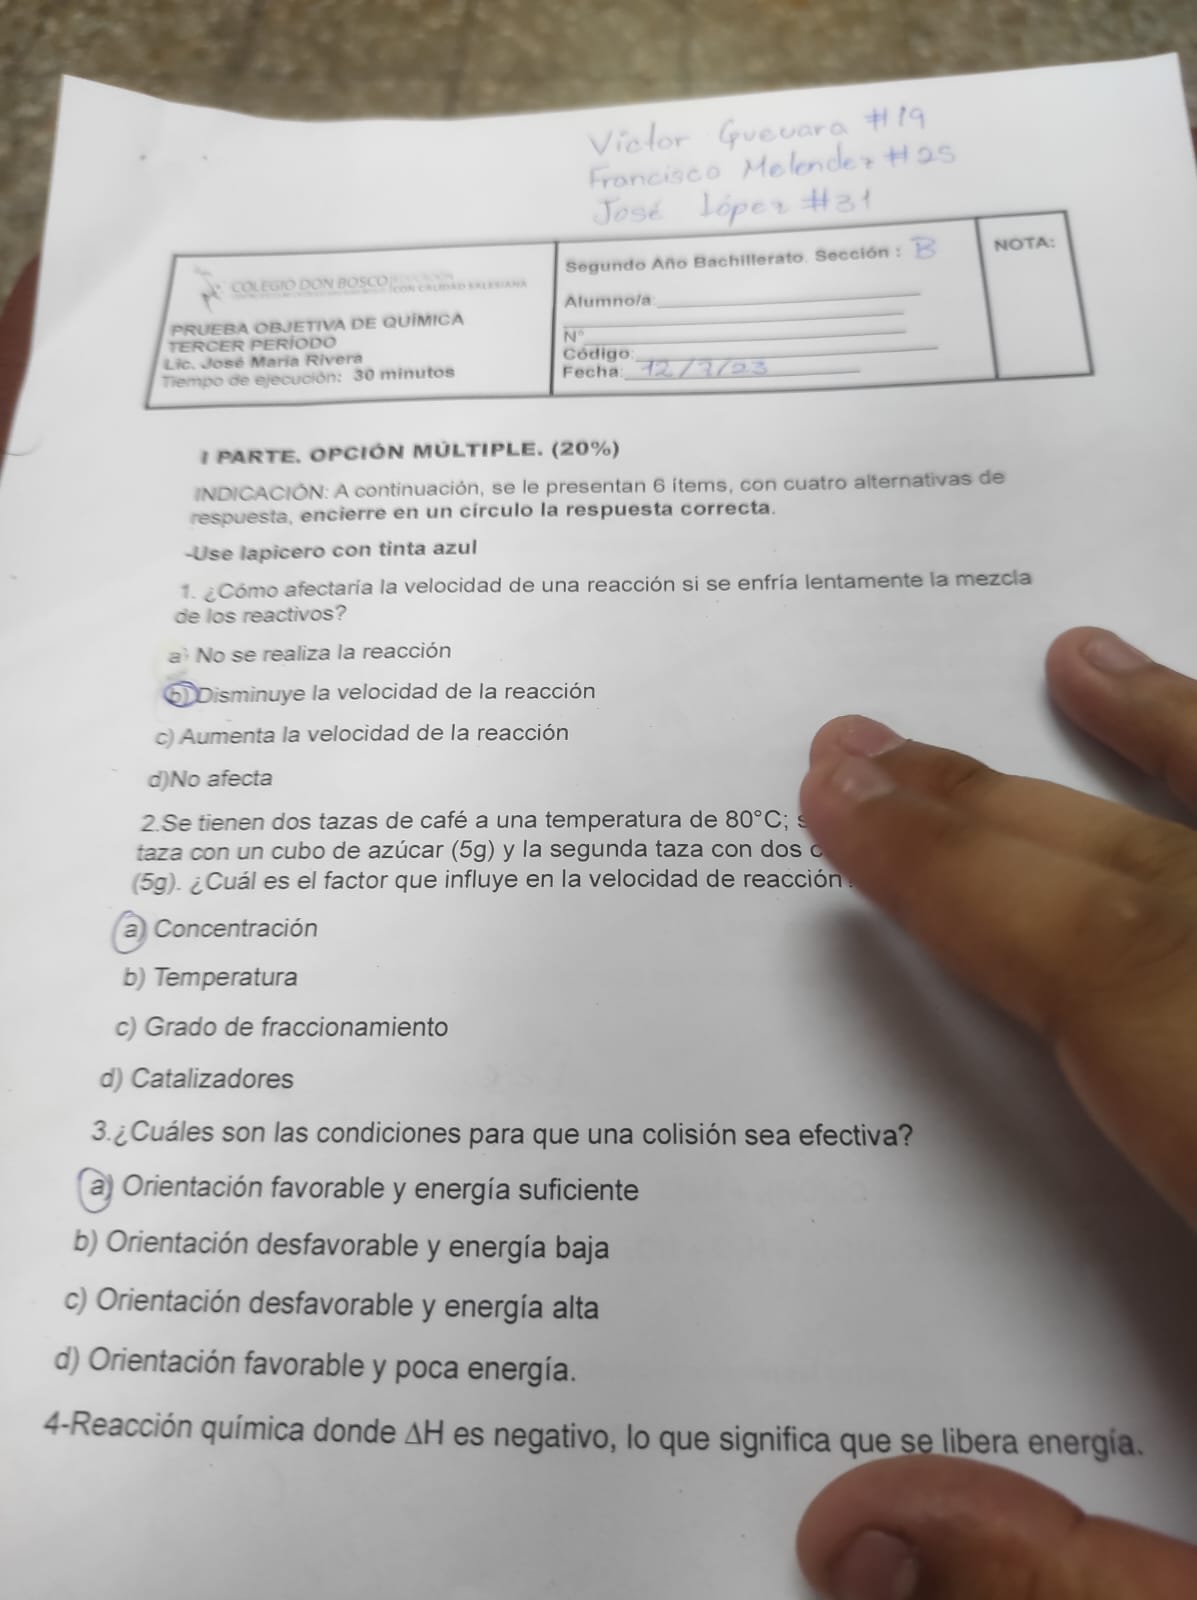 Victor Guevara #19
Francisco Melendez #25
José López #31
COLEGIO DON BOSCO
CON CALIDAD SALESIANA
PRUEBA OBJETIVA DE QUÍMICA
TERCER PERÍODO
Lic. José María Rivera
Tiempo de ejecución: 30 minutos
Segundo Año Bachillerato. Sección : B
Alumno/a:
N°
Código:
Fecha: 12/7/23
NOTA:
I PARTE. OPCIÓN MÚLTIPLE. (20%)
INDICACIÓN: A continuación, se le presentan 6 ítems, con cuatro alternativas de
respuesta, encierre en un círculo la respuesta correcta.
-Use lapicero con tinta azul
1. ¿Cómo afectaría la velocidad de una reacción si se enfría lentamente la mezcla
de los reactivos?
a) No se realiza la reacción
b) Disminuye la velocidad de la reacción
c) Aumenta la velocidad de la reacción
d)No afecta
2.Se tienen dos tazas de café a una temperatura de 80°C;
taza con un cubo de azúcar (5g) y la segunda taza con dos
(5g). ¿Cuál es el factor que influye en la velocidad de reacción
a) Concentración
b) Temperatura
c) Grado de fraccionamiento
d) Catalizadores
3.¿Cuáles son las condiciones para que una colisión sea efectiva?
a) Orientación favorable y energía suficiente
b) Orientación desfavorable y energía baja
c) Orientación desfavorable y energía alta
d) Orientación favorable y poca energía.
4-Reacción química donde ΔH es negativo, lo que significa que se libera energía.